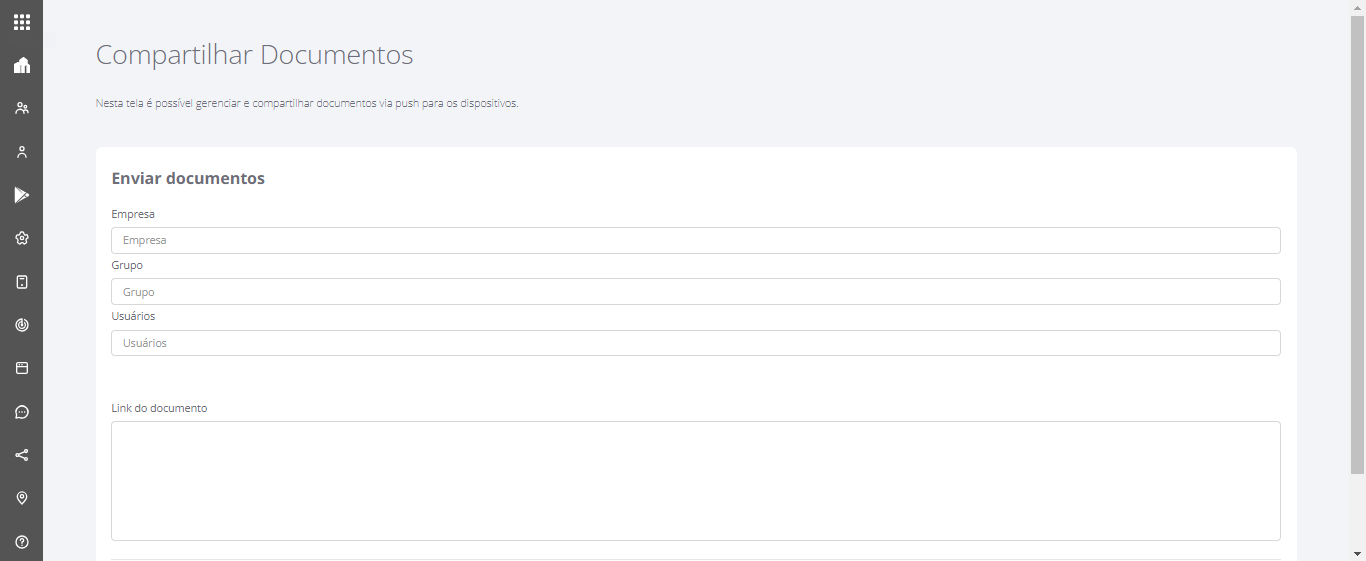 Compartilhar Documentos
Nesta tela é possível gerenciar e compartilhar documentos via push para os dispositivos.
Enviar documentos
Empresa
Empresa
Grupo
Grupo
Usuários
Usuários
Link do documento